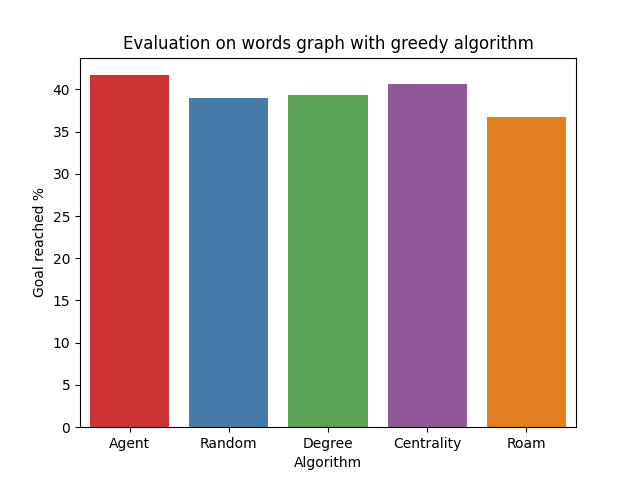 Evaluation on words graph with greedy algorithm
Goal reached %
40
35
30
25
20
15
10
5
0
Agent Random Degree Centrality Roam
Algorithm